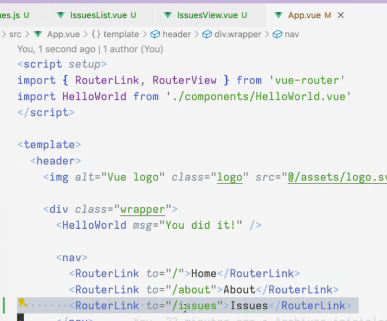 es.js U IssuesList.vue U IssuesView.vue U App.vue M ×
> src > App.vue > {} template > header > div.wrapper > nav
You, 1 second ago | 1 author (You)
<script setup>
import { RouterLink, RouterView } from 'vue-router'
import HelloWorld from './components/HelloWorld.vue'
</script>
<template>
<header>
<img alt="Vue logo" class="logo" src="@/assets/logo.sv
<div class="wrapper">
<HelloWorld msg="You did it!" />
<nav>
<RouterLink to="/">Home</RouterLink>
<RouterLink to="/about">About</RouterLink>
<RouterLink to="/issues">Issues</RouterLink>